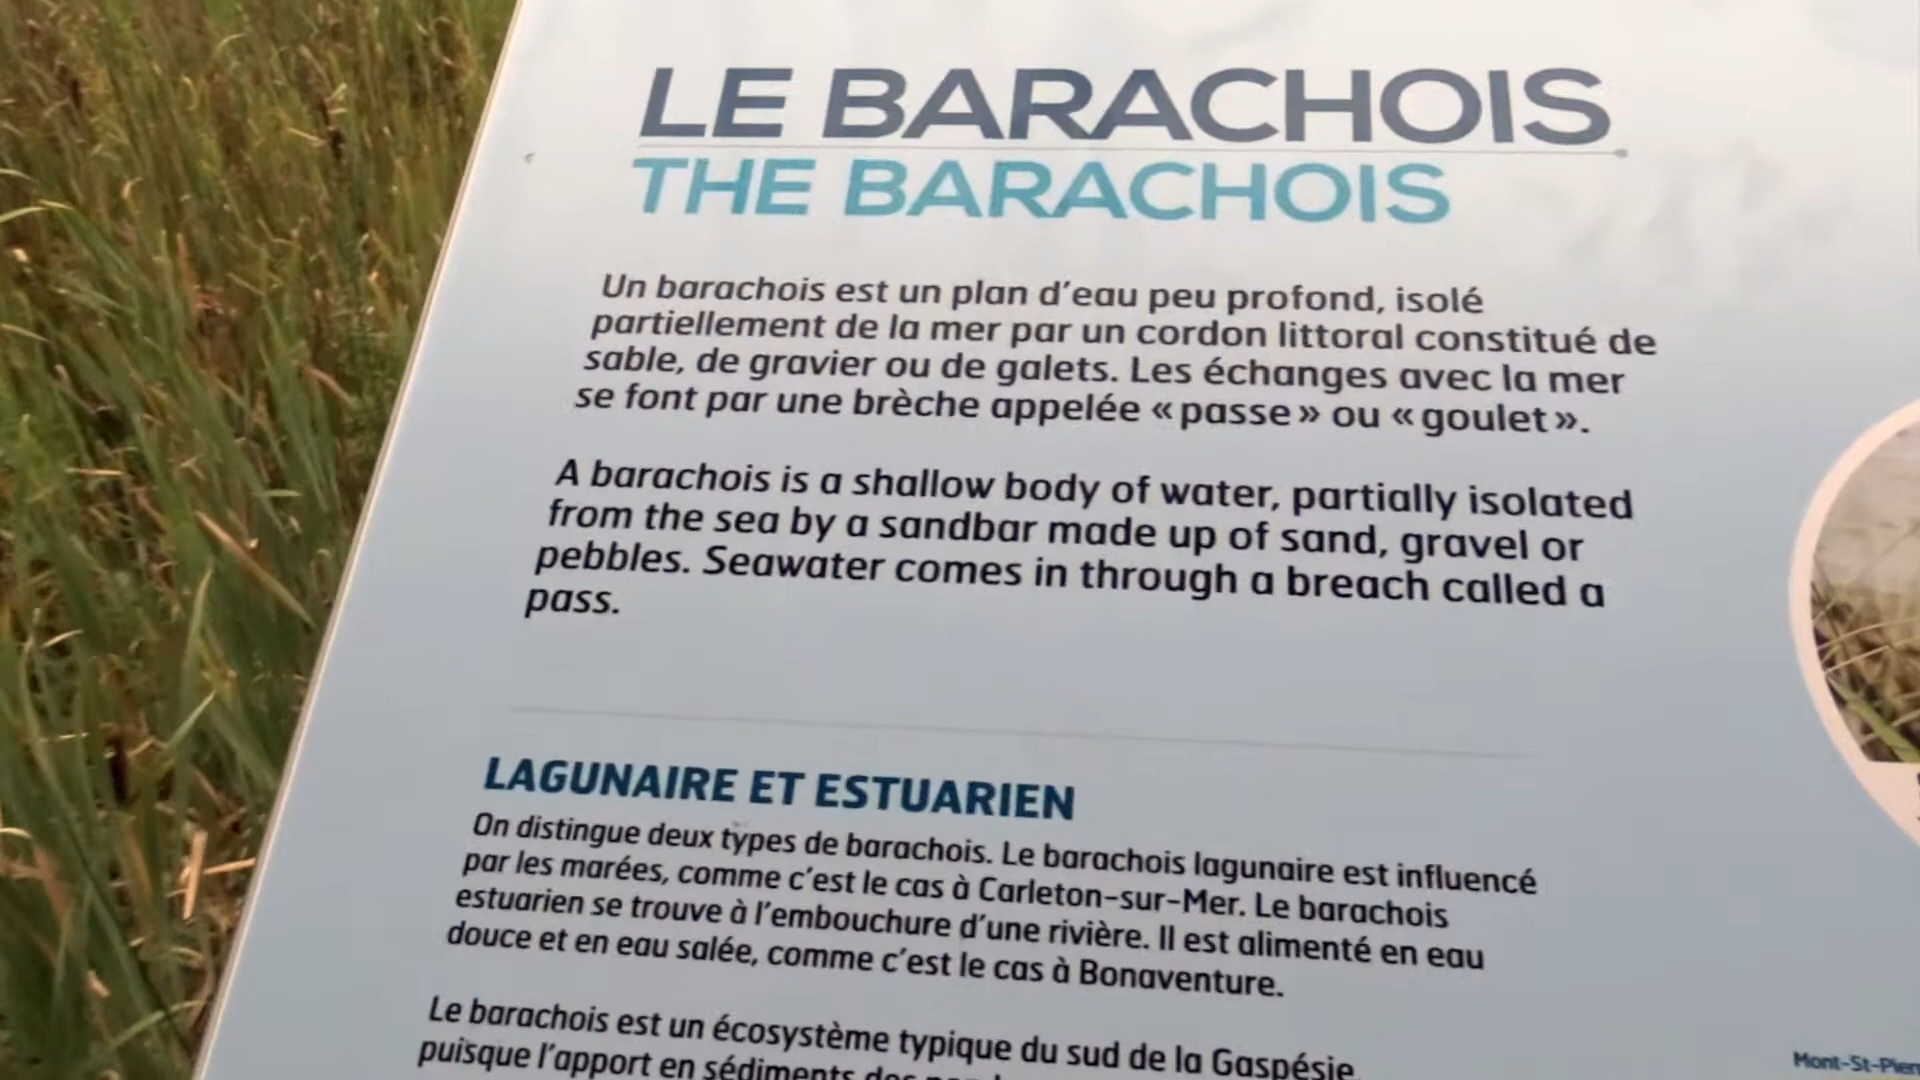 LE BARACHOIS
THE BARACHOIS
Un barachois est un plan d'eau peu profond, isolé
partiellement de la mer par un cordon littoral constitué de
sable, de gravier ou de galets. Les échanges avec la mer
se font par une brèche appelée « passe » ou « goulet ».
A barachois is a shallow body of water, partially isolated
from the sea by a sandbar made up of sand, gravel or
pebbles. Seawater comes in through a breach called a
pass.
LAGUNAIRE ET ESTUARIEN
On distingue deux types de barachois. Le barachois lagunaire est influencé
par les marées, comme c'est le cas à Carleton-sur-Mer. Le barachois
estuarien se trouve à l'embouchure d'une rivière. Il est alimenté en eau
douce et en eau salée, comme c'est le cas à Bonaventure.
Le barachois est un écosystème typique du sud de la Gaspésie,
puisque l'apport en sédiments des
Mont-St-Pier